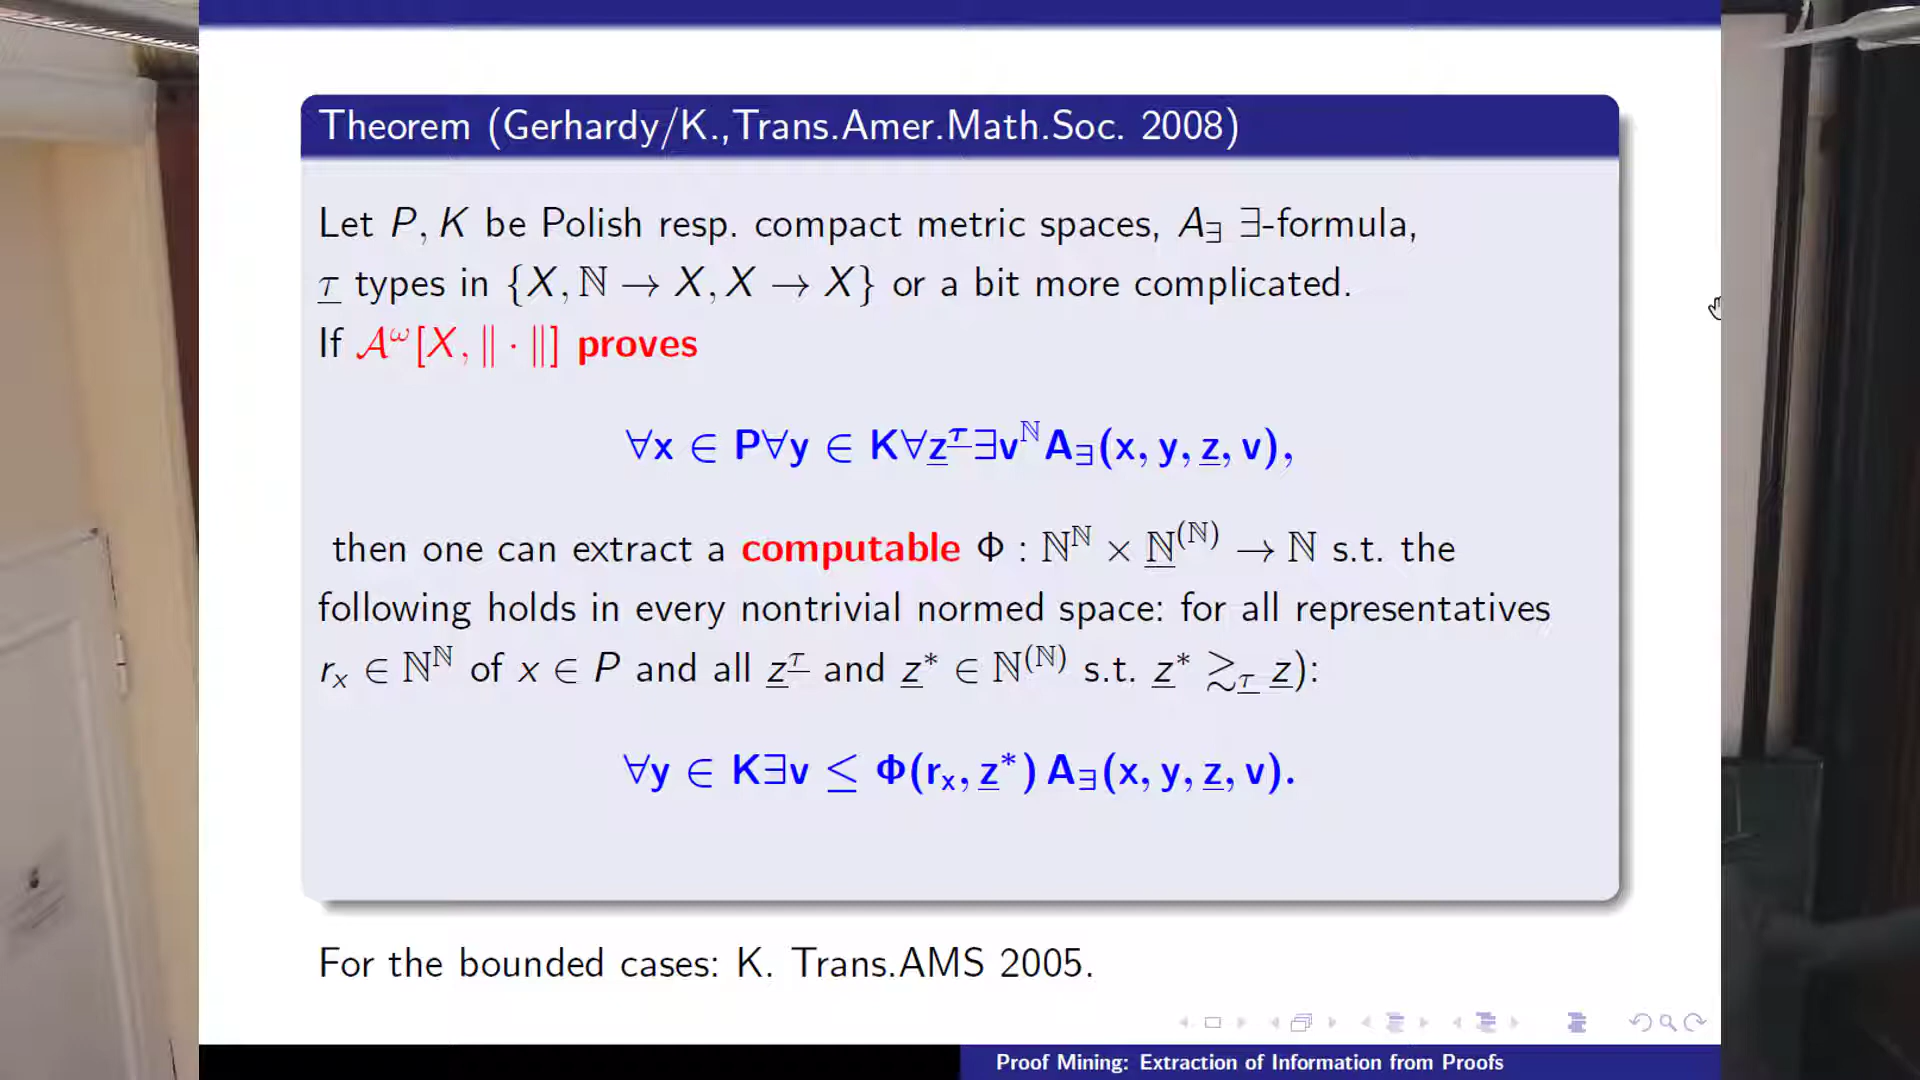 Theorem (Gerhardy/K.,Trans.Amer.Math.Soc. 2008)
Let P, K be Polish resp. compact metric spaces, A∃ ∃-formula,
τ types in {X, ℕ → X, X → X} or a bit more complicated.
If 𝒜^ω[X, ‖ · ‖] proves
∀x ∈ P∀y ∈ K∀z^τ∃v^ℕ A∃(x, y, z, v),
then one can extract a computable Φ : ℕ^ℕ × ℕ^(ℕ) → ℕ s.t. the
following holds in every nontrivial normed space: for all representatives
r_x ∈ ℕ^ℕ of x ∈ P and all z^τ and z* ∈ ℕ^(ℕ) s.t. z* ≳_τ z):
∀y ∈ K∃v ≤ Φ(r_x, z*) A∃(x, y, z, v).
For the bounded cases: K. Trans.AMS 2005.
Proof Mining: Extraction of Information from Proofs